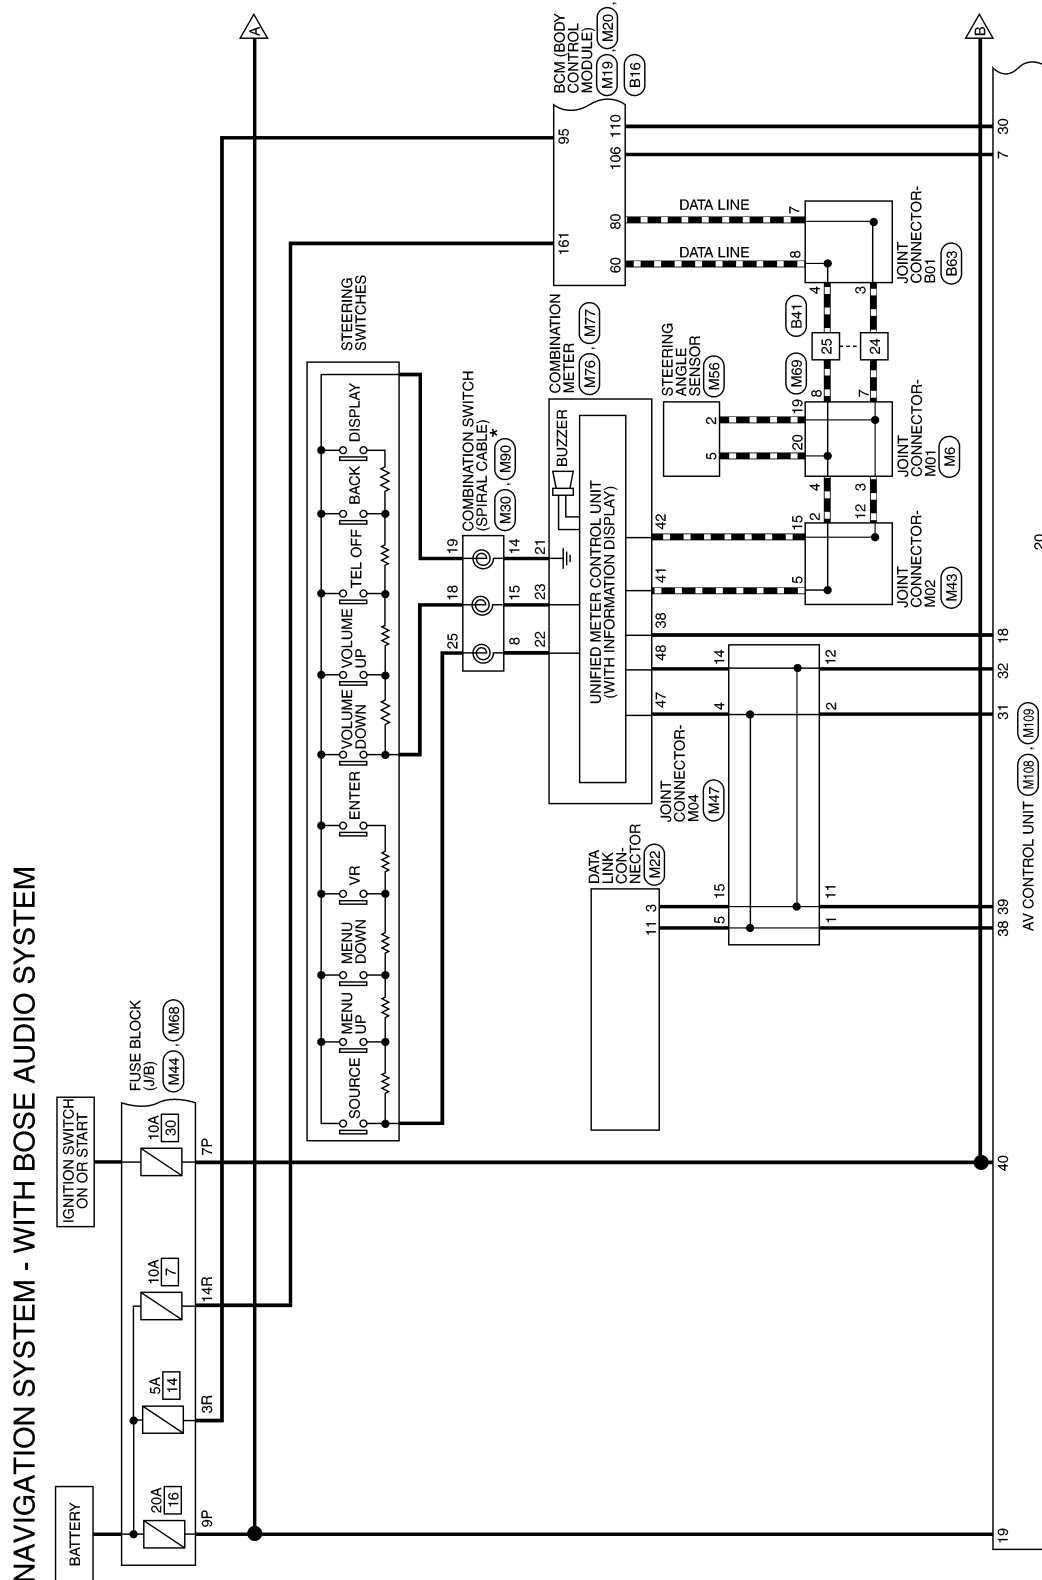 NAVIGATION SYSTEM - WITH BOSE AUDIO SYSTEM
BATTERY
IGNITION SWITCH
ON OR START
FUSE BLOCK
(J/B)
M44 , M68
20A
16
5A
14
10A
7
10A
30
9P
3R
14R
7P
A
STEERING
SWITCHES
SOURCE
MENU
UP
MENU
DOWN
VR
ENTER
VOLUME
DOWN
VOLUME
UP
TEL OFF
BACK
DISPLAY
COMBINATION SWITCH
(SPIRAL CABLE)
*
M30 , M90
25
18
19
8
15
14
22
23
21
BCM (BODY
CONTROL
MODULE)
M19 , M20 ,
B16
161
95
60
80
106
110
COMBINATION
METER
M76 , M77
BUZZER
UNIFIED METER CONTROL UNIT
(WITH INFORMATION DISPLAY)
47
48
38
41
42
STEERING
ANGLE
SENSOR
M56
5
2
DATA LINE
DATA LINE
8
7
JOINT
CONNECTOR-
B01
B63
4
3
B41
M69
25
24
8
7
20
19
JOINT
CONNECTOR-
M01
M6
4
3
2
12
5
15
JOINT
CONNECTOR-
M02
M43
JOINT
CONNECTOR-
M04
M47
4
14
5
15
2
12
1
11
DATA
LINK
CON-
NECTOR
M22
11
3
B
19
40
38
39
31
32
18
7
30
20
AV CONTROL UNIT M108 , M109